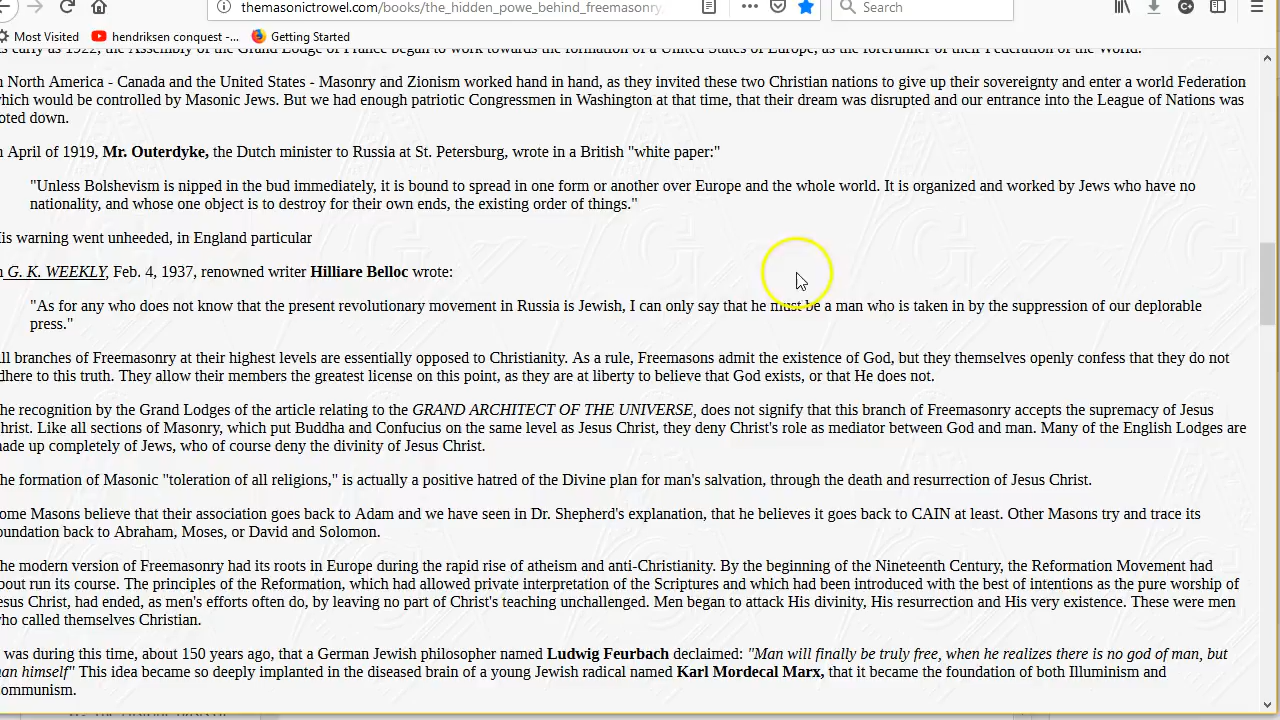 themasonictrowel.com/books/the_hidden_powe_behind_freemasonry
Search
Most Visited
hendriksen conquest -...
Getting Started
early as 1922, the Assembly of the Grand Lodge of France began to work towards the formation of a United States of Europe, as the forerunner of their Federation of the World.
North America - Canada and the United States - Masonry and Zionism worked hand in hand, as they invited these two Christian nations to give up their sovereignty and enter a world Federation
hich would be controlled by Masonic Jews. But we had enough patriotic Congressmen in Washington at that time, that their dream was disrupted and our entrance into the League of Nations was
oted down.
April of 1919, Mr. Outerdyke, the Dutch minister to Russia at St. Petersburg, wrote in a British "white paper:"
"Unless Bolshevism is nipped in the bud immediately, it is bound to spread in one form or another over Europe and the whole world. It is organized and worked by Jews who have no
nationality, and whose one object is to destroy for their own ends, the existing order of things."
is warning went unheeded, in England particular
G. K. WEEKLY, Feb. 4, 1937, renowned writer Hilliare Belloc wrote:
"As for any who does not know that the present revolutionary movement in Russia is Jewish, I can only say that he must be a man who is taken in by the suppression of our deplorable
press."
ll branches of Freemasonry at their highest levels are essentially opposed to Christianity. As a rule, Freemasons admit the existence of God, but they themselves openly confess that they do not
dhere to this truth. They allow their members the greatest license on this point, as they are at liberty to believe that God exists, or that He does not.
he recognition by the Grand Lodges of the article relating to the GRAND ARCHITECT OF THE UNIVERSE, does not signify that this branch of Freemasonry accepts the supremacy of Jesus
hrist. Like all sections of Masonry, which put Buddha and Confucius on the same level as Jesus Christ, they deny Christ's role as mediator between God and man. Many of the English Lodges are
ade up completely of Jews, who of course deny the divinity of Jesus Christ.
he formation of Masonic "toleration of all religions," is actually a positive hatred of the Divine plan for man's salvation, through the death and resurrection of Jesus Christ.
ome Masons believe that their association goes back to Adam and we have seen in Dr. Shepherd's explanation, that he believes it goes back to CAIN at least. Other Masons try and trace its
oundation back to Abraham, Moses, or David and Solomon.
he modern version of Freemasonry had its roots in Europe during the rapid rise of atheism and anti-Christianity. By the beginning of the Nineteenth Century, the Reformation Movement had
bout run its course. The principles of the Reformation, which had allowed private interpretation of the Scriptures and which had been introduced with the best of intentions as the pure worship of
esus Christ, had ended, as men's efforts often do, by leaving no part of Christ's teaching unchallenged. Men began to attack His divinity, His resurrection and His very existence. These were men
ho called themselves Christian.
was during this time, about 150 years ago, that a German Jewish philosopher named Ludwig Feurbach declaimed: "Man will finally be truly free, when he realizes there is no god of man, but
an himself" This idea became so deeply implanted in the diseased brain of a young Jewish radical named Karl Mordecal Marx, that it became the foundation of both Illuminism and
ommunism.